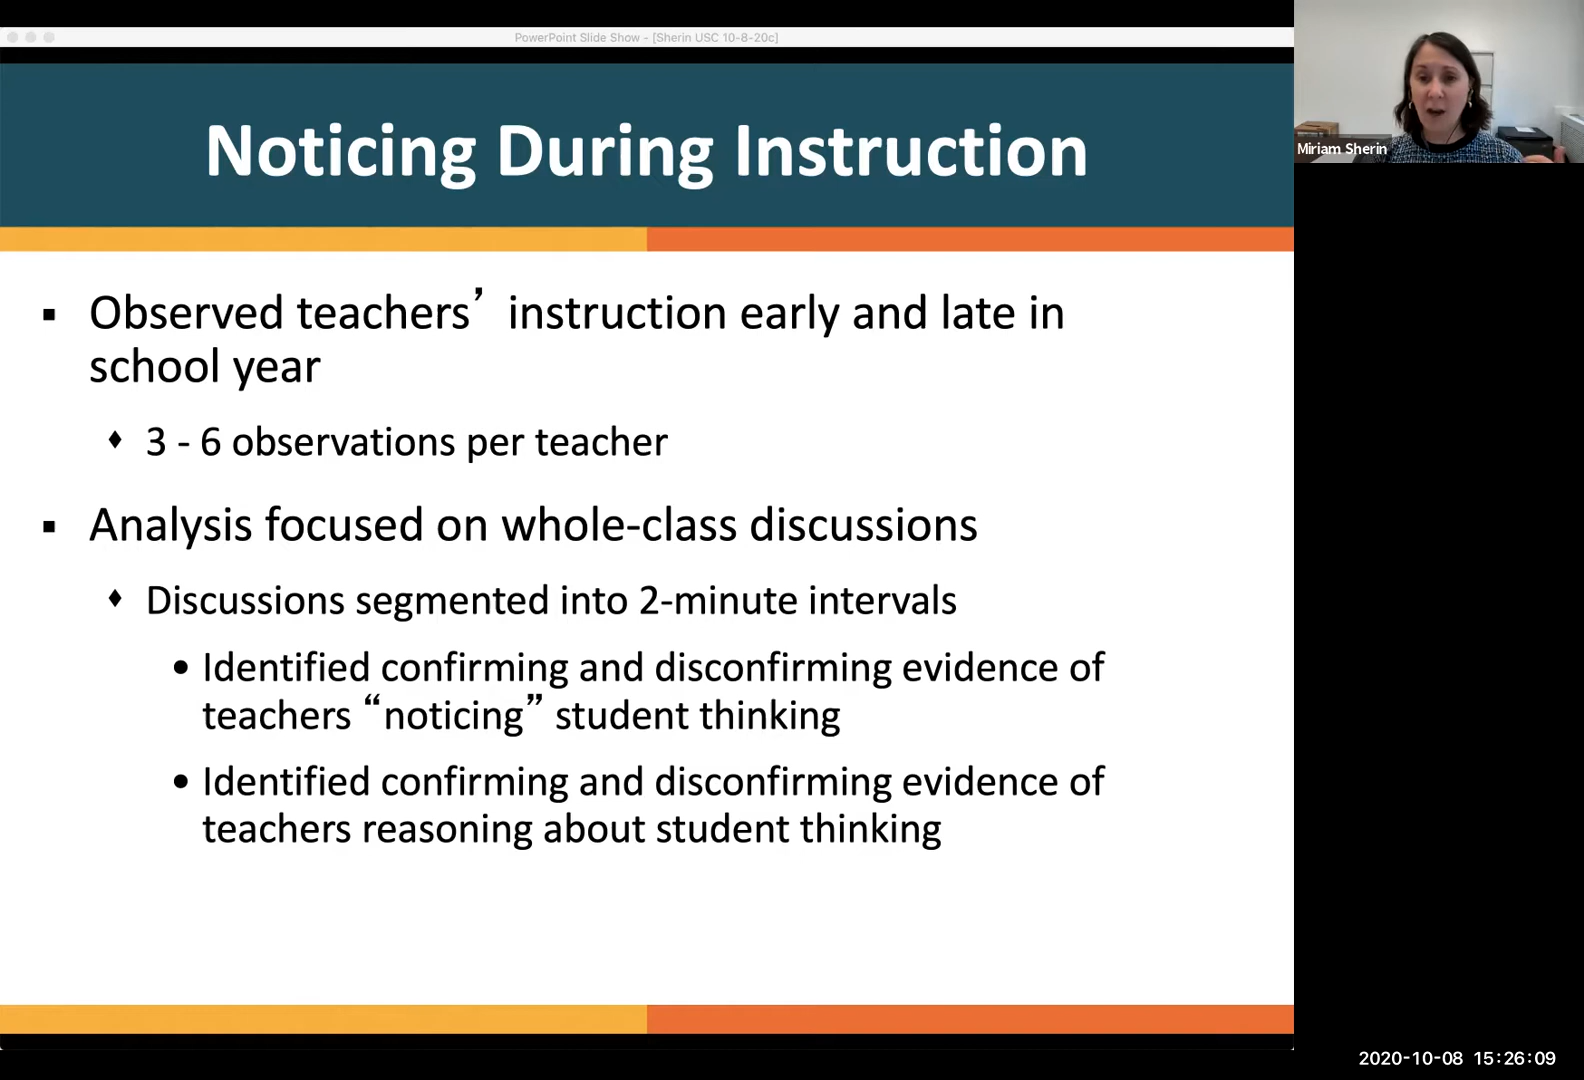 PowerPoint Slide Show - [Sherin USC 10-8-20c]
Miriam Sherin
Noticing During Instruction
▪ Observed teachers’ instruction early and late in
school year
♦ 3 - 6 observations per teacher
▪ Analysis focused on whole-class discussions
♦ Discussions segmented into 2-minute intervals
• Identified confirming and disconfirming evidence of
teachers “noticing” student thinking
• Identified confirming and disconfirming evidence of
teachers reasoning about student thinking
2020-10-08 15:26:09